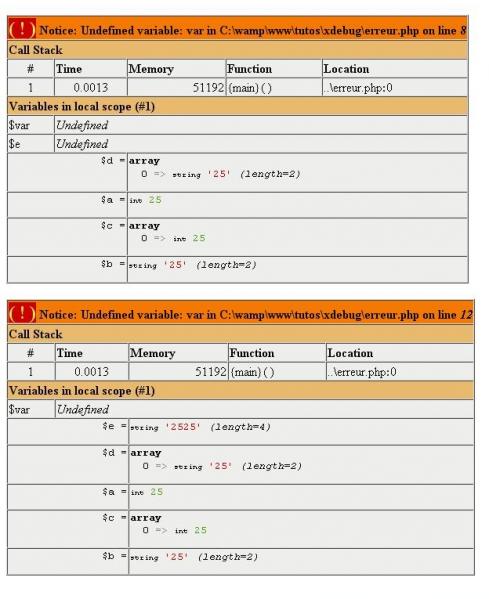 ( ! ) Notice: Undefined variable: var in C:\wamp\www\tutos\xdebug\erreur.php on line 8
Call Stack
# Time Memory Function Location
1 0.0013 51192 {main}( ) ..\erreur.php:0
Variables in local scope (#1)
$var Undefined
$e Undefined
$d = array
0 => string '25' (length=2)
$a = int 25
$c = array
0 => int 25
$b = string '25' (length=2)
( ! ) Notice: Undefined variable: var in C:\wamp\www\tutos\xdebug\erreur.php on line 12
Call Stack
# Time Memory Function Location
1 0.0013 51192 {main}( ) ..\erreur.php:0
Variables in local scope (#1)
$var Undefined
$e = string '2525' (length=4)
$d = array
0 => string '25' (length=2)
$a = int 25
$c = array
0 => int 25
$b = string '25' (length=2)